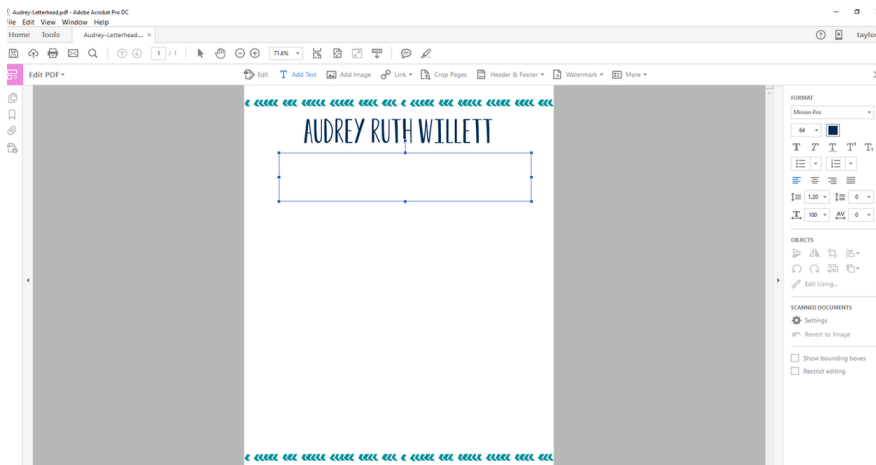 Audrey-Letterhead.pdf - Adobe Acrobat Pro DC
File Edit View Window Help
Home Tools Audrey-Letterhead.... ×
taylor
1 / 1 71.6%
Edit PDF
Edit Add Text Add Image Link Crop Pages Header & Footer Watermark More
AUDREY RUTH WILLETT
FORMAT
Minion Pro
64
1.20 0
100 AV 0
OBJECTS
Edit Using...
SCANNED DOCUMENTS
Settings
Revert to Image
Show bounding boxes
Restrict editing